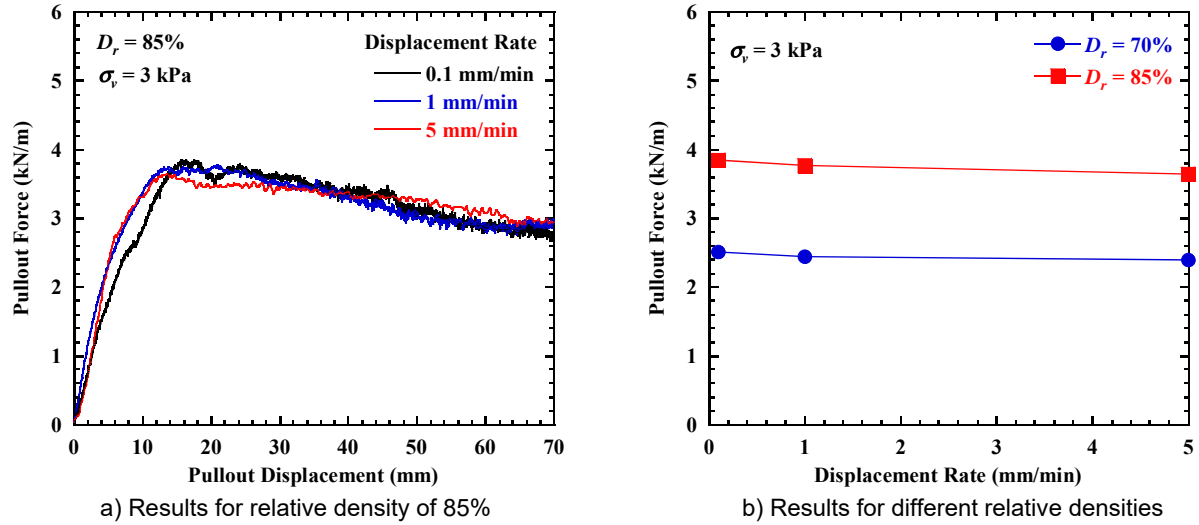 D_r = 85%
σ_v = 3 kPa
Displacement Rate
0.1 mm/min
1 mm/min
5 mm/min
Pullout Force (kN/m)
6
5
4
3
2
1
0
0 10 20 30 40 50 60 70
Pullout Displacement (mm)
a) Results for relative density of 85%
σ_v = 3 kPa
D_r = 70%
D_r = 85%
Pullout Force (kN/m)
6
5
4
3
2
1
0
0 1 2 3 4 5
Displacement Rate (mm/min)
b) Results for different relative densities